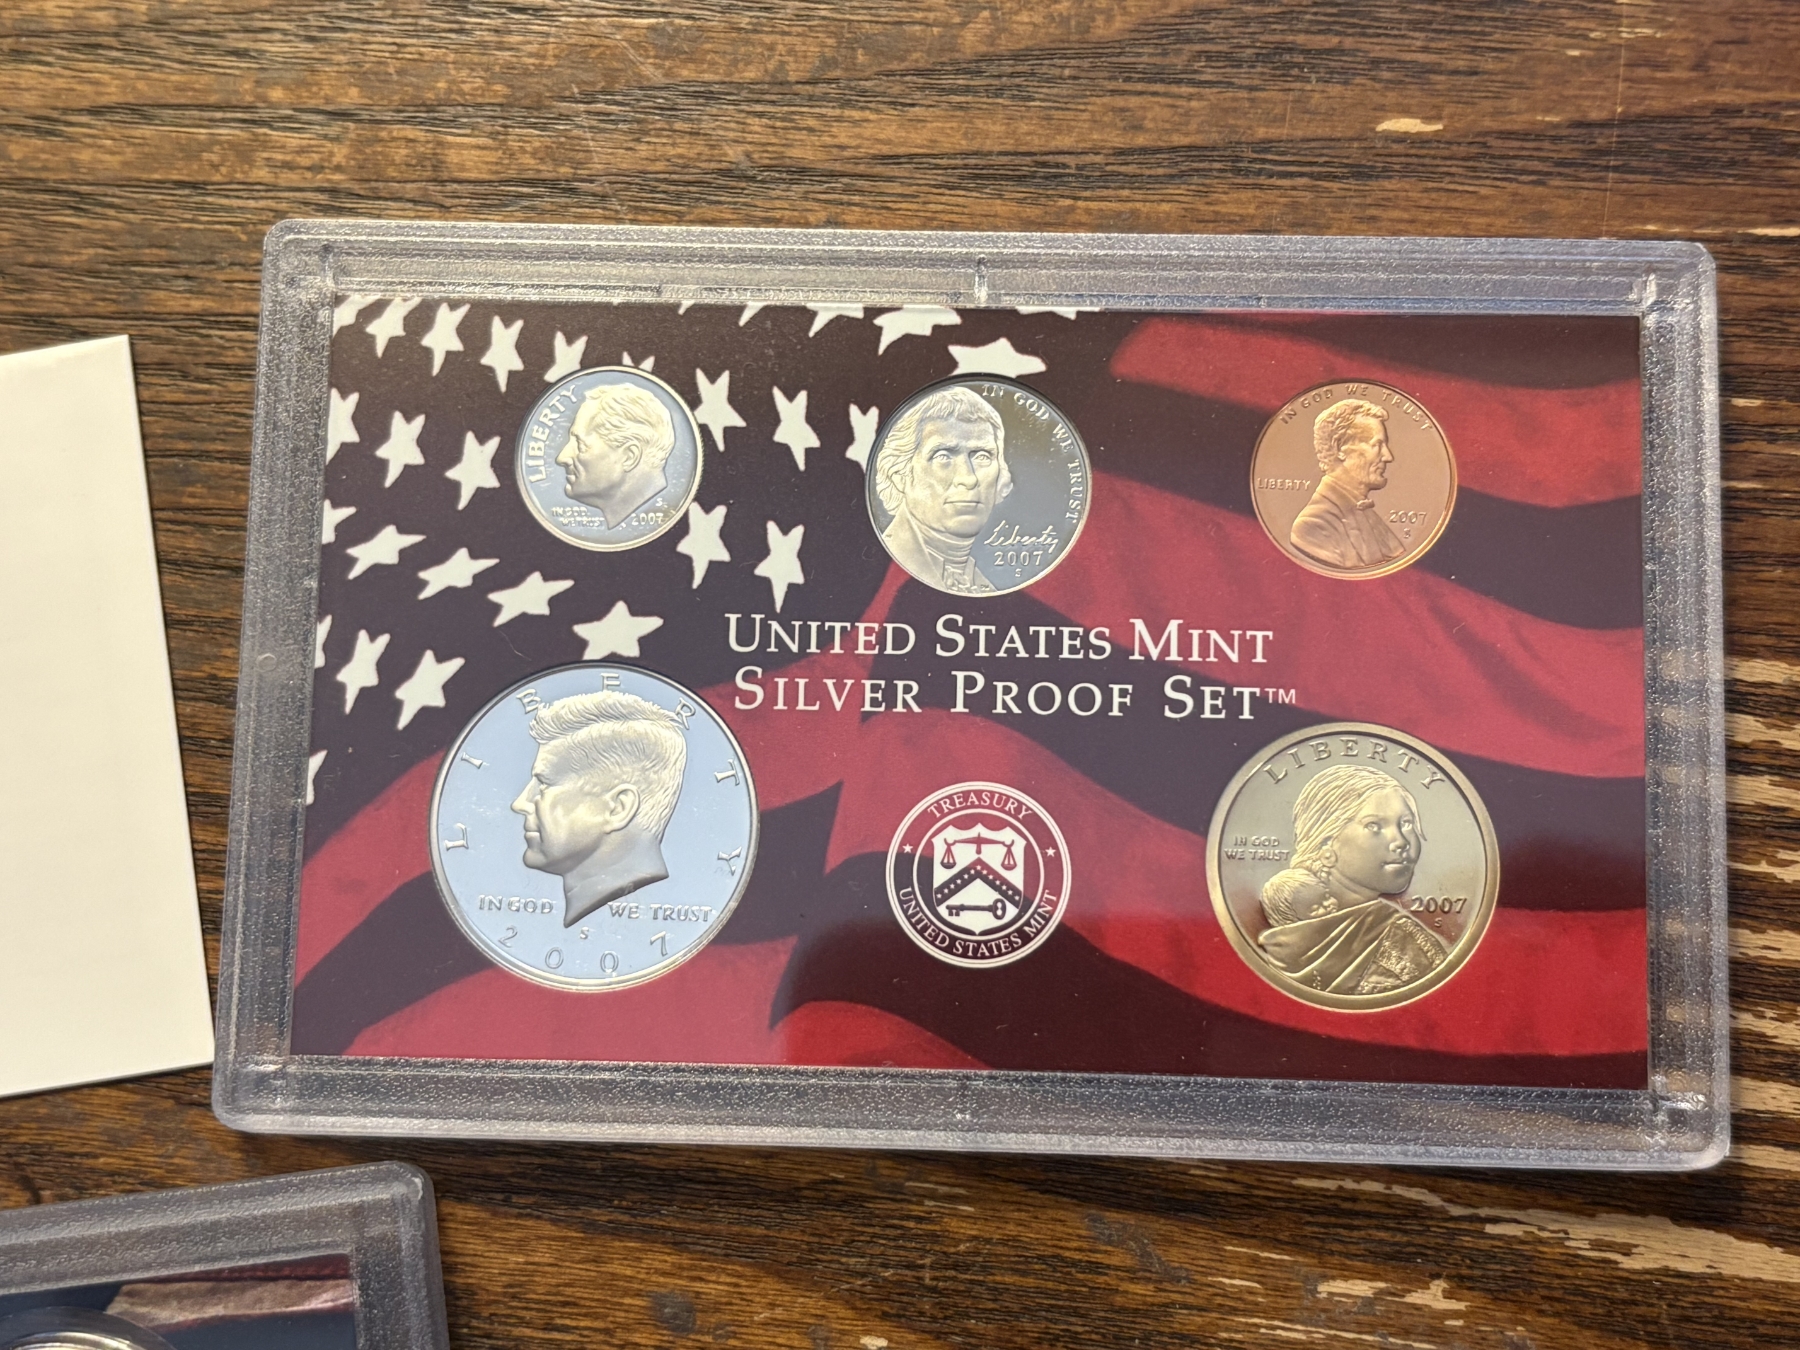 LIBERTY
IN GOD
WE TRUST
S
2007
IN GOD WE TRUST
Liberty
2007
S
IN GOD WE TRUST
LIBERTY
2007
S
UNITED STATES MINT
SILVER PROOF SET™
LIBERTY
IN GOD WE TRUST
S
2007
TREASURY
UNITED STATES MINT
LIBERTY
IN GOD
WE TRUST
2007
S